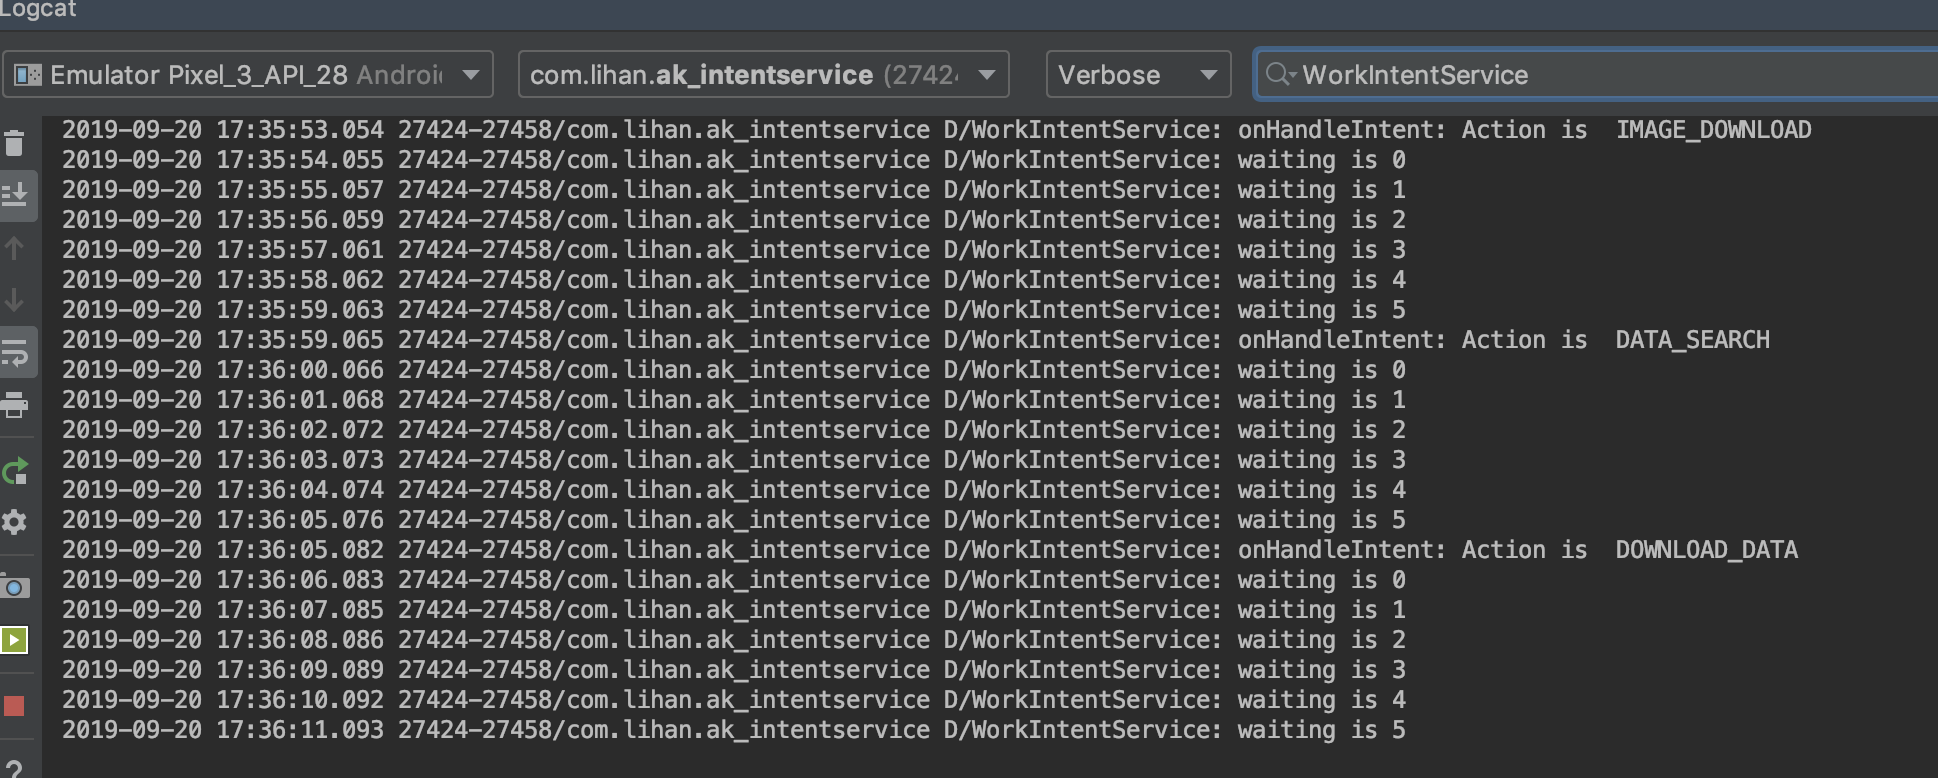 Logcat
Emulator Pixel_3_API_28 Android com.lihan.ak_intentservice (2742 Verbose WorkIntentService
2019-09-20 17:35:53.054 27424-27458/com.lihan.ak_intentservice D/WorkIntentService: onHandleIntent: Action is  IMAGE_DOWNLOAD
2019-09-20 17:35:54.055 27424-27458/com.lihan.ak_intentservice D/WorkIntentService: waiting is 0
2019-09-20 17:35:55.057 27424-27458/com.lihan.ak_intentservice D/WorkIntentService: waiting is 1
2019-09-20 17:35:56.059 27424-27458/com.lihan.ak_intentservice D/WorkIntentService: waiting is 2
2019-09-20 17:35:57.061 27424-27458/com.lihan.ak_intentservice D/WorkIntentService: waiting is 3
2019-09-20 17:35:58.062 27424-27458/com.lihan.ak_intentservice D/WorkIntentService: waiting is 4
2019-09-20 17:35:59.063 27424-27458/com.lihan.ak_intentservice D/WorkIntentService: waiting is 5
2019-09-20 17:35:59.065 27424-27458/com.lihan.ak_intentservice D/WorkIntentService: onHandleIntent: Action is  DATA_SEARCH
2019-09-20 17:36:00.066 27424-27458/com.lihan.ak_intentservice D/WorkIntentService: waiting is 0
2019-09-20 17:36:01.068 27424-27458/com.lihan.ak_intentservice D/WorkIntentService: waiting is 1
2019-09-20 17:36:02.072 27424-27458/com.lihan.ak_intentservice D/WorkIntentService: waiting is 2
2019-09-20 17:36:03.073 27424-27458/com.lihan.ak_intentservice D/WorkIntentService: waiting is 3
2019-09-20 17:36:04.074 27424-27458/com.lihan.ak_intentservice D/WorkIntentService: waiting is 4
2019-09-20 17:36:05.076 27424-27458/com.lihan.ak_intentservice D/WorkIntentService: waiting is 5
2019-09-20 17:36:05.082 27424-27458/com.lihan.ak_intentservice D/WorkIntentService: onHandleIntent: Action is  DOWNLOAD_DATA
2019-09-20 17:36:06.083 27424-27458/com.lihan.ak_intentservice D/WorkIntentService: waiting is 0
2019-09-20 17:36:07.085 27424-27458/com.lihan.ak_intentservice D/WorkIntentService: waiting is 1
2019-09-20 17:36:08.086 27424-27458/com.lihan.ak_intentservice D/WorkIntentService: waiting is 2
2019-09-20 17:36:09.089 27424-27458/com.lihan.ak_intentservice D/WorkIntentService: waiting is 3
2019-09-20 17:36:10.092 27424-27458/com.lihan.ak_intentservice D/WorkIntentService: waiting is 4
2019-09-20 17:36:11.093 27424-27458/com.lihan.ak_intentservice D/WorkIntentService: waiting is 5